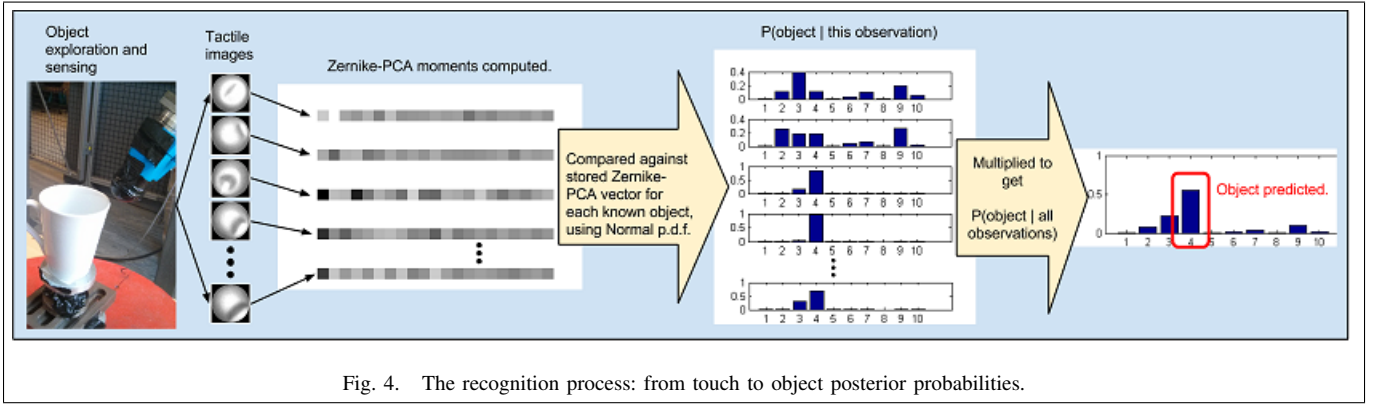 Object
exploration and
sensing
Tactile
images
Zernike-PCA moments computed.
Compared against
stored Zernike-
PCA vector for
each known object,
using Normal p.d.f.
P(object | this observation)
0.4
0.2
0
1 2 3 4 5 6 7 8 9 10
0.4
0.2
0
1 2 3 4 5 6 7 8 9 10
1
0.5
0
1 2 3 4 5 6 7 8 9 10
1
0.5
0
1 2 3 4 5 6 7 8 9 10
1
0.5
0
1 2 3 4 5 6 7 8 9 10
Multiplied to
get
P(object | all
observations)
1
0.5
0
1 2 3 4 5 6 7 8 9 10
Object predicted.
Fig. 4. The recognition process: from touch to object posterior probabilities.